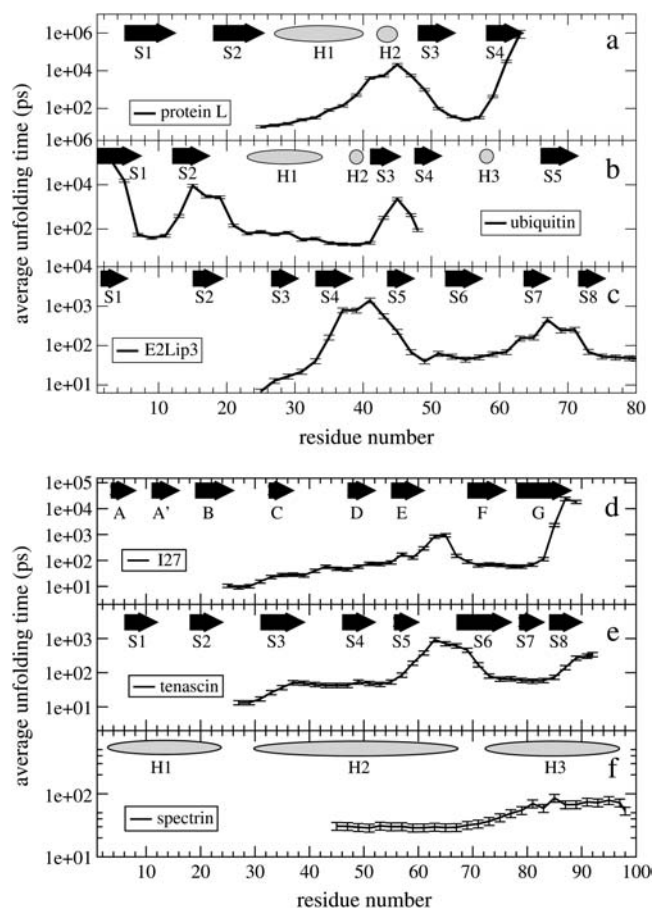 1e+06
1e+04
1e+02
1e+06
S1 S2 H1 H2 S3 S4
a
protein L
1e+04
1e+02
1e+04
S1 S2 H1 H2 S3 S4 H3 S5
b
ubiquitin
1e+03
1e+02
1e+01
S1 S2 S3 S4 S5 S6 S7 S8
c
E2Lip3
average unfolding time (ps)
10 20 30 40 50 60 70 80
residue number
1e+05
1e+04
1e+03
1e+02
1e+01
A A' B C D E F G
d
I27
1e+03
1e+02
1e+01
S1 S2 S3 S4 S5 S6 S7 S8
e
tenascin
1e+02
1e+01
H1 H2 H3
f
spectrin
average unfolding time (ps)
10 20 30 40 50 60 70 80 90 100
residue number